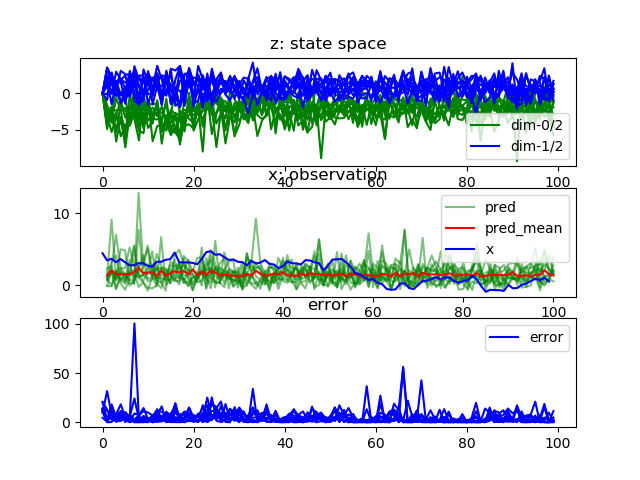 z: state space
0
−5
dim-0/2
dim-1/2
0 20 40 60 80 100
x: observation
10
0
pred
pred_mean
x
0 20 40 60 80 100
error
100
50
0
error
0 20 40 60 80 100